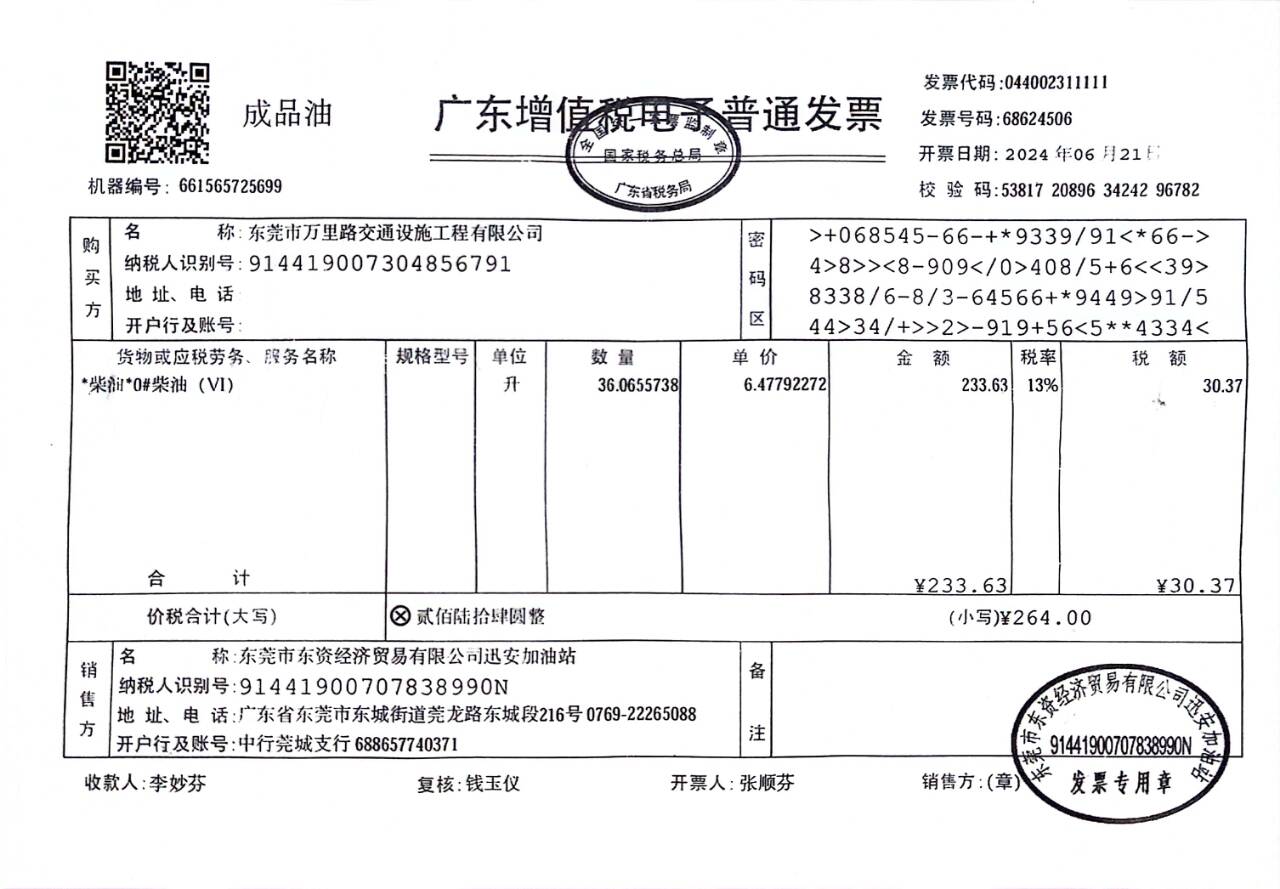 成品油
广东增值税电子普通发票
国家税务总局
广东省税务局
发票代码:044002311111
发票号码:68624506
开票日期: 2024 年06 月21日
校 验 码:53817 20896 34242 96782
机器编号: 661565725699
购买方
名 称:东莞市万里路交通设施工程有限公司
纳税人识别号:914419007304856791
地 址、电 话
开户行及账号:
密码区
>+068545-66-+*9339/91<*66->
4>8>><8-909</0>408/5+6<<39>
8338/6-8/3-64566+*9449>91/5
44>34/+>>2>-919+56<5**4334<
货物或应税劳务、服务名称 规格型号 单位 数 量 单 价 金 额 税率 税 额
*柴油*0#柴油（VI） 升 36.0655738 6.47792272 233.63 13% 30.37
合 计 ¥233.63 ¥30.37
价税合计(大写) ⊗贰佰陆拾肆圆整 (小写)¥264.00
销售方
名 称:东莞市东资经济贸易有限公司迅安加油站
纳税人识别号:91441900707838990N
地 址、电 话:广东省东莞市东城街道莞龙路东城段216号 0769-22265088
开户行及账号:中行莞城支行 688657740371
备注
东莞市东资经济贸易有限公司迅安加油站
91441900707838990N
发票专用章
收款人:李妙芬 复核:钱玉仪 开票人:张顺芬 销售方:(章)